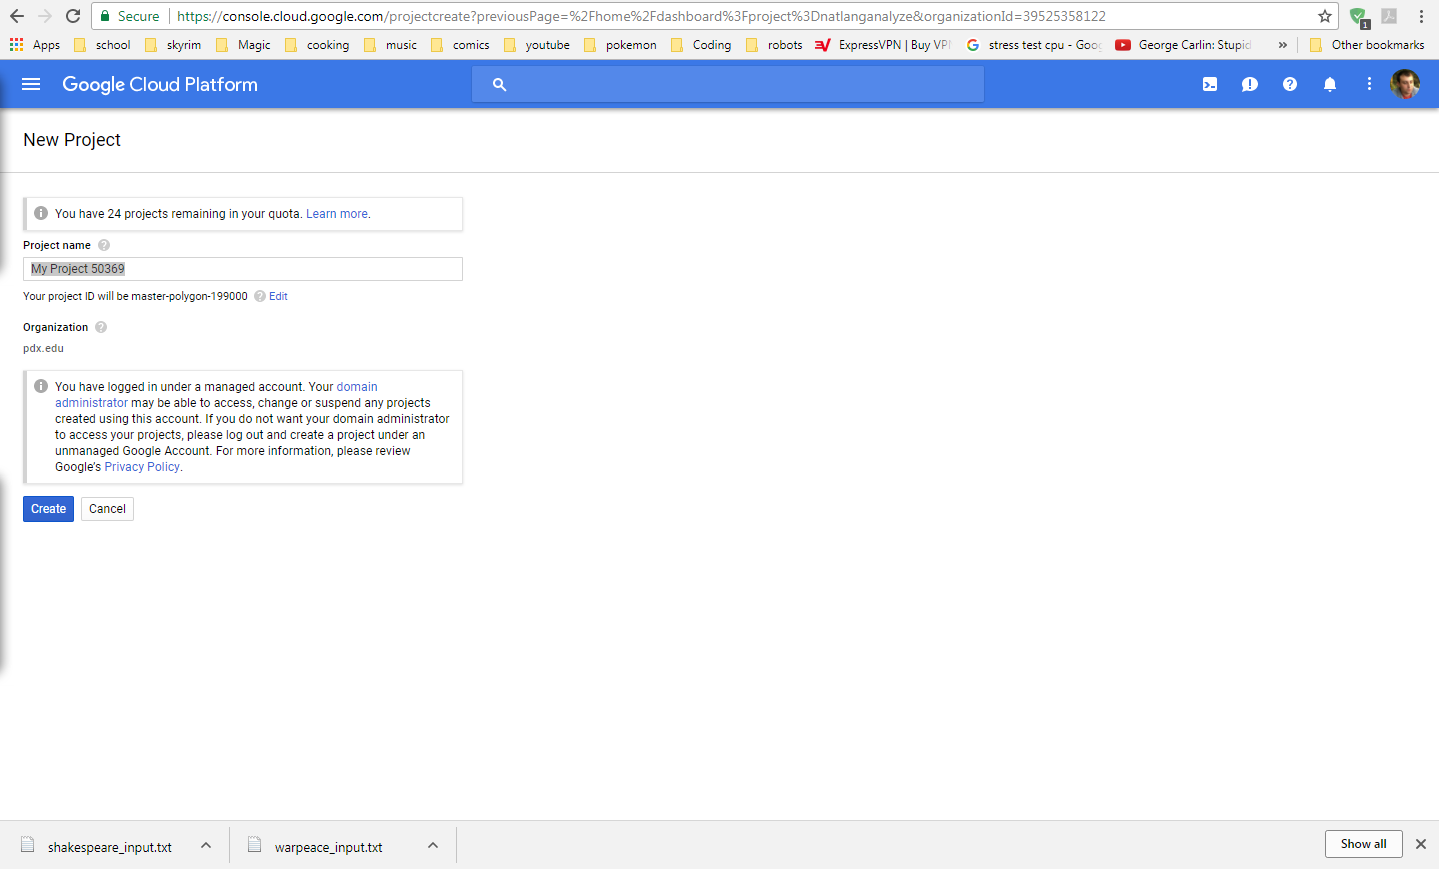 Secure https://console.cloud.google.com/projectcreate?previousPage=%2Fhome%2Fdashboard%3Fproject%3Dnatlanganalyze&organizationId=39525358122
1
Apps school skyrim Magic cooking music comics youtube pokemon Coding robots ExpressVPN | Buy VPN stress test cpu - Goog George Carlin: Stupid » Other bookmarks
Google Cloud Platform
New Project
You have 24 projects remaining in your quota. Learn more.
Project name
My Project 50369
Your project ID will be master-polygon-199000 Edit
Organization
pdx.edu
You have logged in under a managed account. Your domain
administrator may be able to access, change or suspend any projects
created using this account. If you do not want your domain administrator
to access your projects, please log out and create a project under an
unmanaged Google Account. For more information, please review
Google's Privacy Policy.
Create Cancel
shakespeare_input.txt warpeace_input.txt Show all